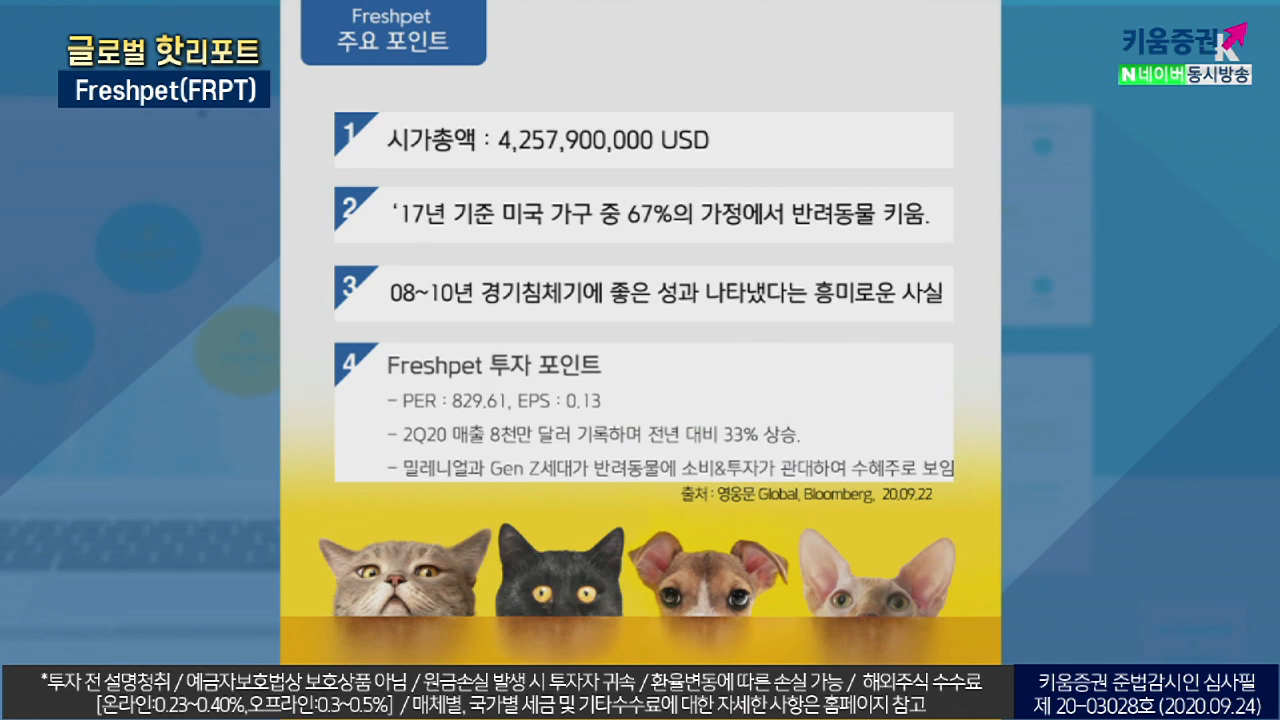 글로벌 핫리포트
Freshpet(FRPT)
Freshpet
주요 포인트
키움증권 K
N 네이버 동시방송
1 시가총액 : 4,257,900,000 USD
2 ‘17년 기준 미국 가구 중 67%의 가정에서 반려동물 키움.
3 08~10년 경기침체기에 좋은 성과 나타냈다는 흥미로운 사실
4 Freshpet 투자 포인트
- PER : 829.61, EPS : 0.13
- 2Q20 매출 8천만 달러 기록하며 전년 대비 33% 상승.
- 밀레니얼과 Gen Z세대가 반려동물에 소비&투자가 관대하여 수혜주로 보임
출처 : 영웅문 Global, Bloomberg, 20.09.22
*투자 전 설명청취 / 예금자보호법상 보호상품 아님 / 원금손실 발생 시 투자자 귀속 / 환율변동에 따른 손실 가능 / 해외주식 수수료
[온라인:0.23~0.40%,오프라인:0.3~0.5%] / 매체별, 국가별 세금 및 기타수수료에 대한 자세한 사항은 홈페이지 참고
키움증권 준법감시인 심사필
제 20-03028호 (2020.09.24)